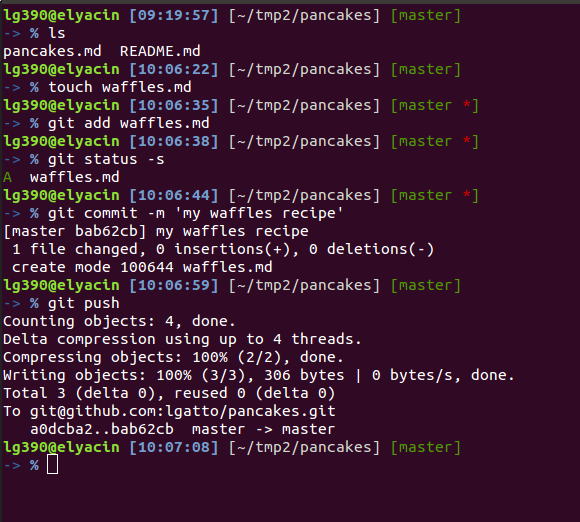 lg390@elyacin [09:19:57] [~/tmp2/pancakes] [master]
-> % ls
pancakes.md  README.md
lg390@elyacin [10:06:22] [~/tmp2/pancakes] [master]
-> % touch waffles.md
lg390@elyacin [10:06:35] [~/tmp2/pancakes] [master *]
-> % git add waffles.md
lg390@elyacin [10:06:38] [~/tmp2/pancakes] [master *]
-> % git status -s
A  waffles.md
lg390@elyacin [10:06:44] [~/tmp2/pancakes] [master *]
-> % git commit -m 'my waffles recipe'
[master bab62cb] my waffles recipe
 1 file changed, 0 insertions(+), 0 deletions(-)
 create mode 100644 waffles.md
lg390@elyacin [10:06:59] [~/tmp2/pancakes] [master]
-> % git push
Counting objects: 4, done.
Delta compression using up to 4 threads.
Compressing objects: 100% (2/2), done.
Writing objects: 100% (3/3), 306 bytes | 0 bytes/s, done.
Total 3 (delta 0), reused 0 (delta 0)
To git@github.com:lgatto/pancakes.git
   a0dcba2..bab62cb  master -> master
lg390@elyacin [10:07:08] [~/tmp2/pancakes] [master]
-> %